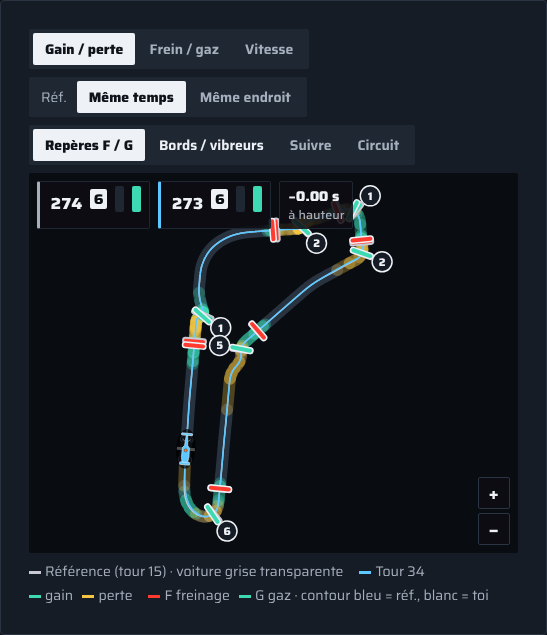 Gain / perte Frein / gaz Vitesse
Réf. Même temps Même endroit
Repères F / G Bords / vibreurs Suivre Circuit
274 6 273 6 -0.00 s
à hauteur
1
2
2
1
5
6
+
−
Référence (tour 15) · voiture grise transparente Tour 34
gain perte F freinage G gaz · contour bleu = réf., blanc = toi